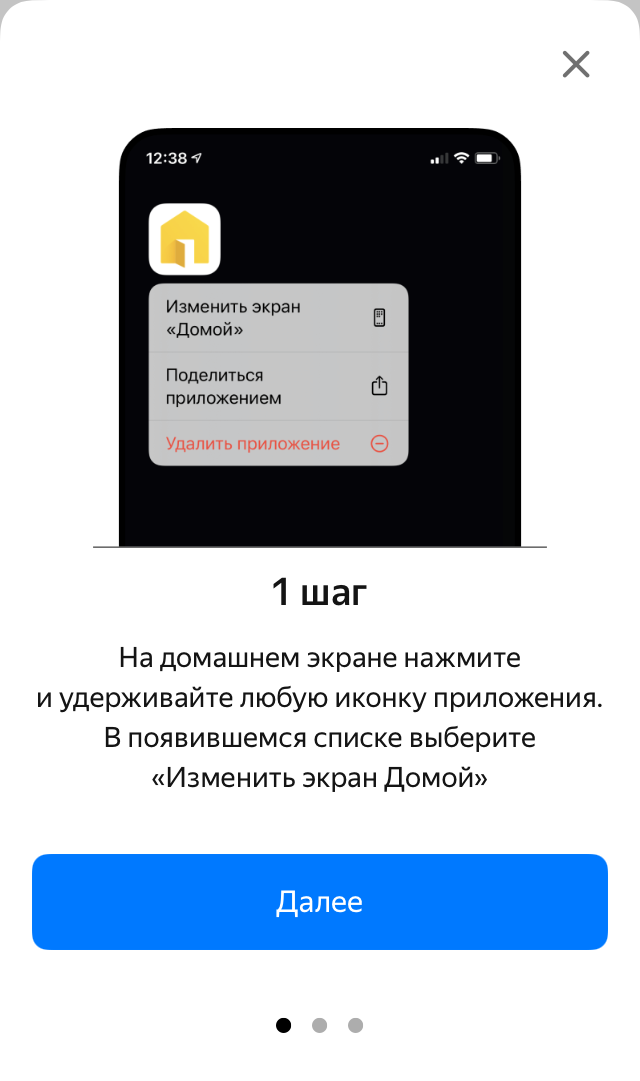 12:38
Изменить экран
«Домой»
Поделиться
приложением
Удалить приложение
1 шаг
На домашнем экране нажмите
и удерживайте любую иконку приложения.
В появившемся списке выберите
«Изменить экран Домой»
Далее